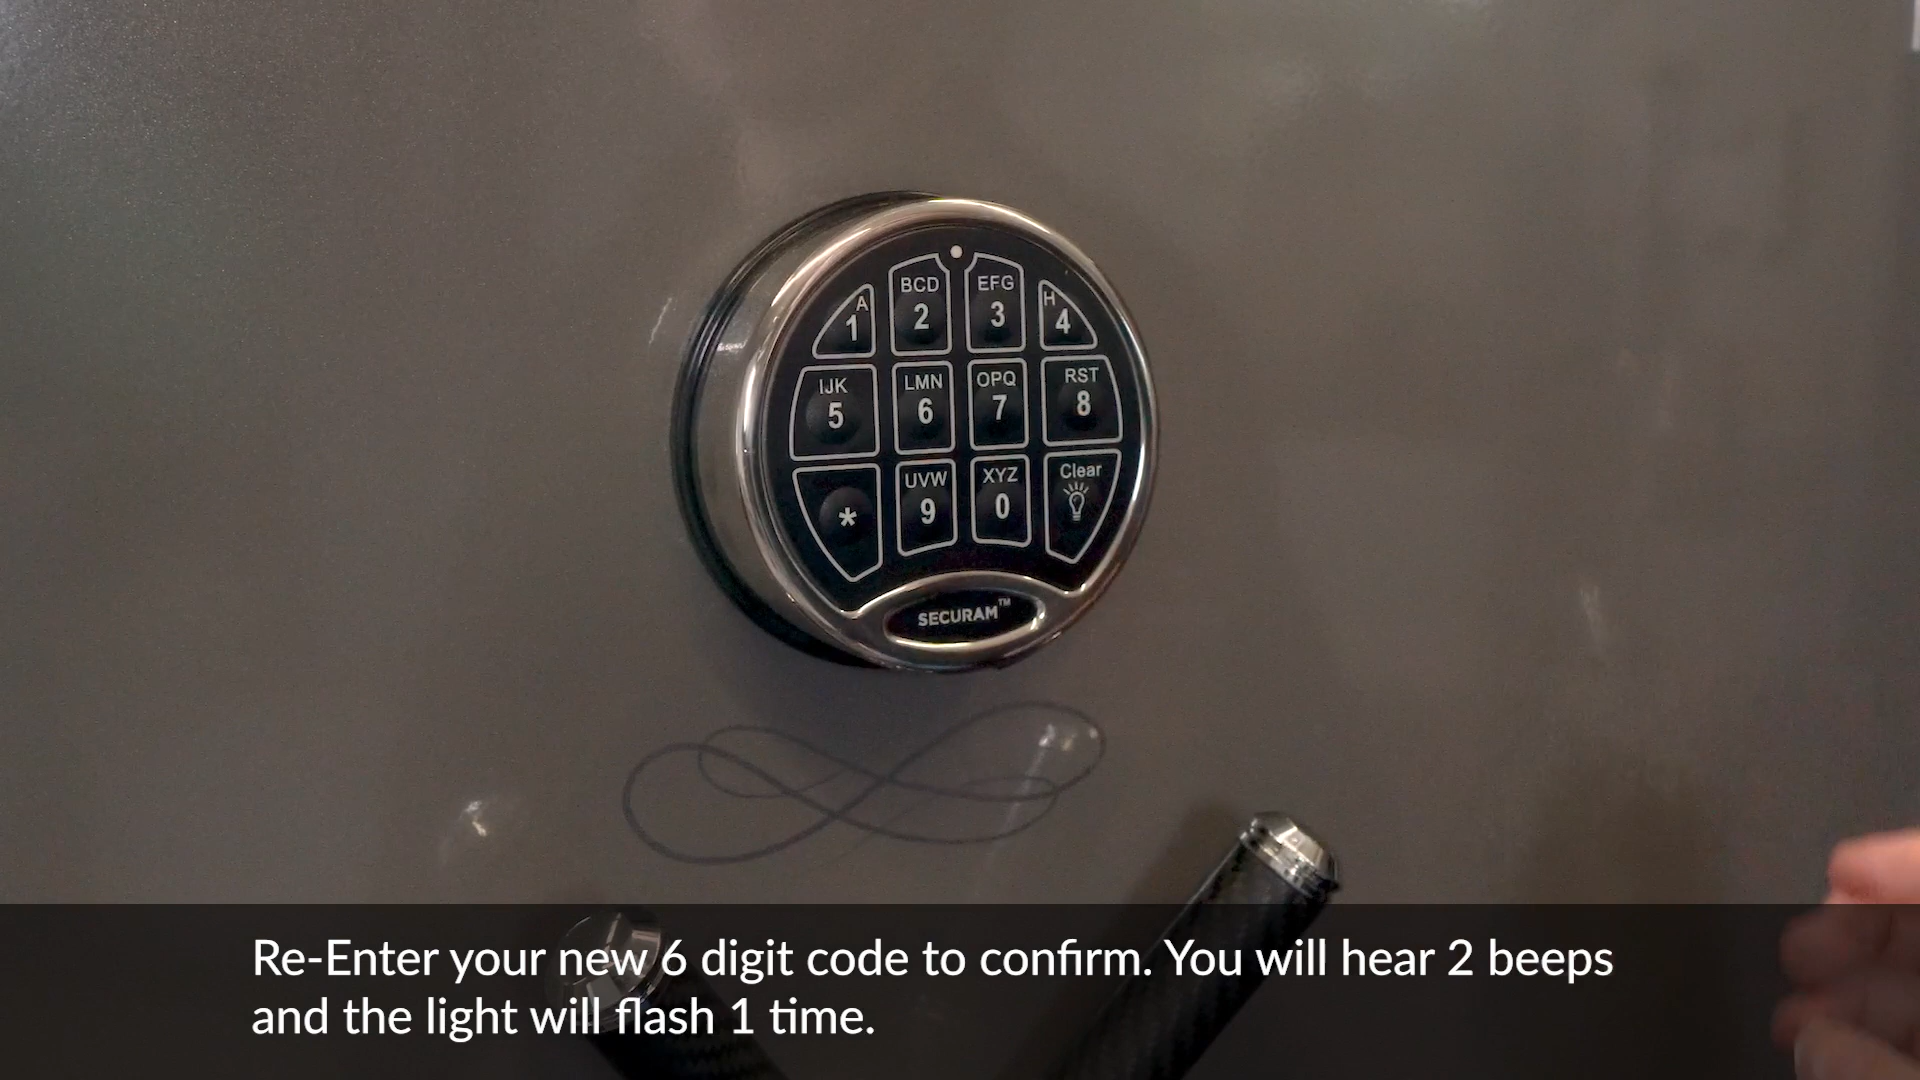 A
1
BCD
2
EFG
3
H
4
IJK
5
LMN
6
OPQ
7
RST
8
*
UVW
9
XYZ
0
Clear
SECURAM™
Re-Enter your new 6 digit code to confirm. You will hear 2 beeps
and the light will flash 1 time.